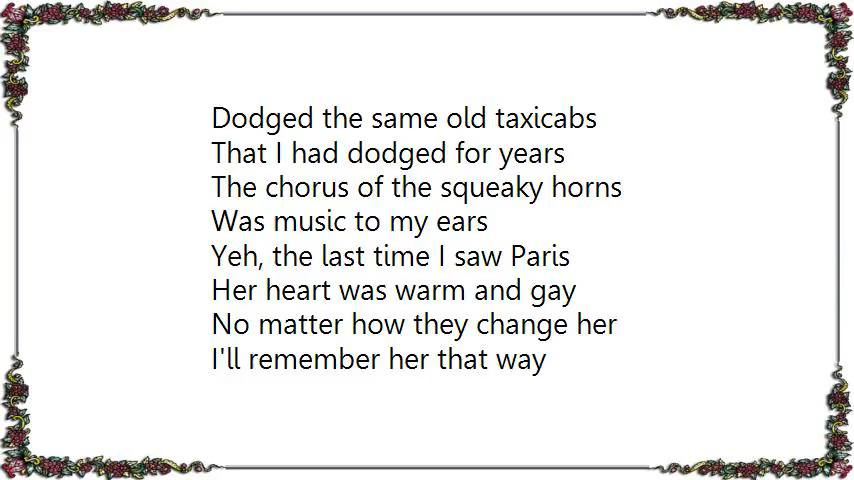 Dodged the same old taxicabs
That I had dodged for years
The chorus of the squeaky horns
Was music to my ears
Yeh, the last time I saw Paris
Her heart was warm and gay
No matter how they change her
I'll remember her that way